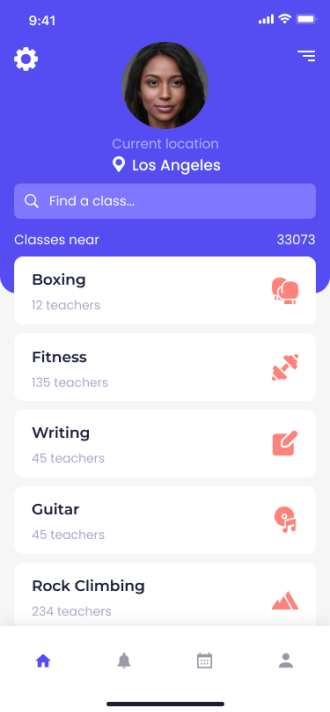 9:41
Current location
Los Angeles
Find a class...
Classes near 33073
Boxing
12 teachers
Fitness
135 teachers
Writing
45 teachers
Guitar
45 teachers
Rock Climbing
234 teachers